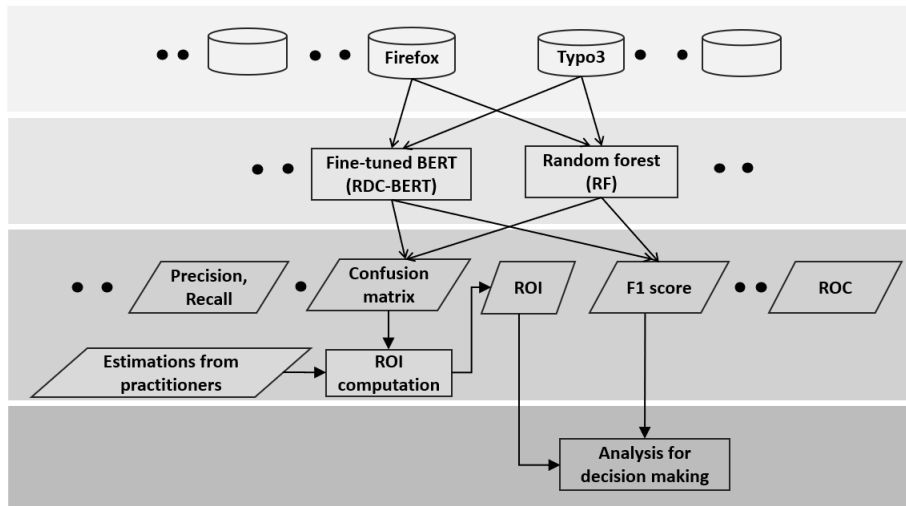 Firefox
Typo3
Fine-tuned BERT
(RDC-BERT)
Random forest
(RF)
Precision,
Recall
Confusion
matrix
ROI
F1 score
ROC
Estimations from
practitioners
ROI
computation
Analysis for
decision making